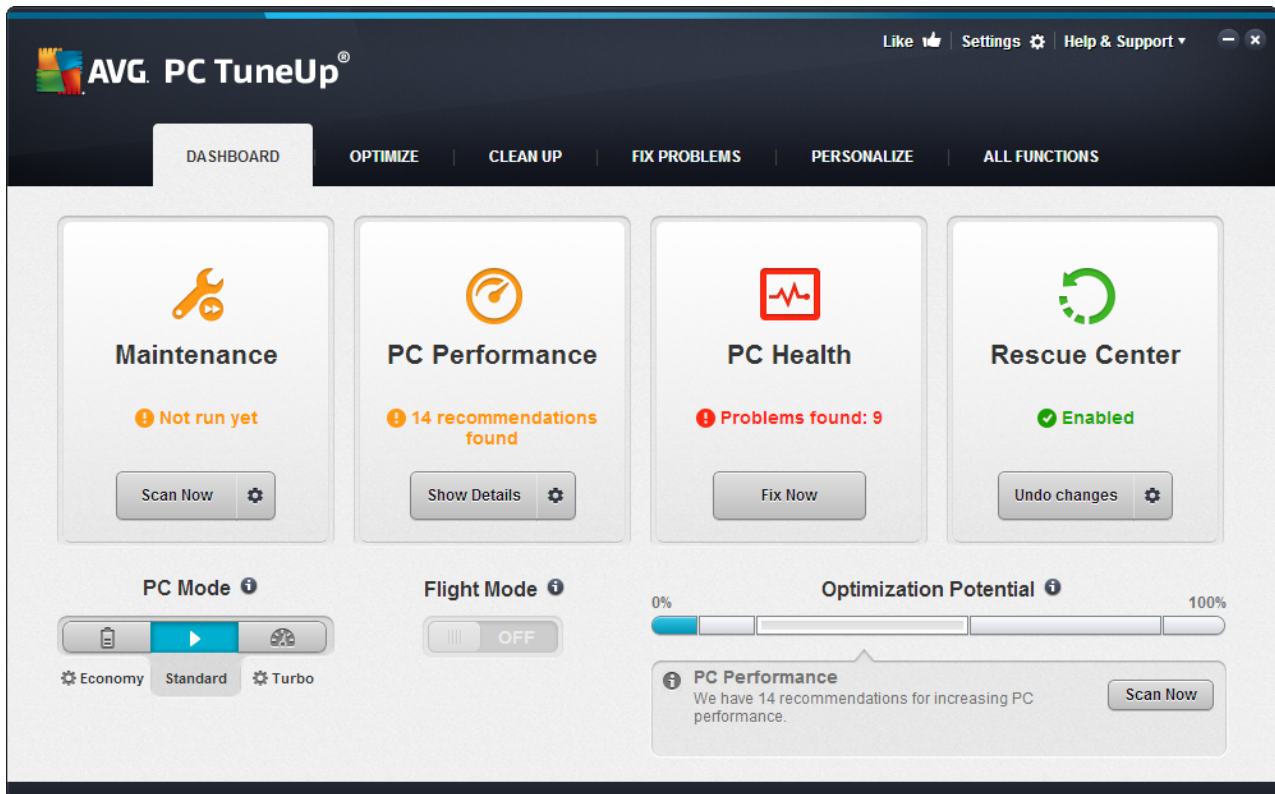 Like
Settings
Help & Support
AVG. PC TuneUp®
DASHBOARD
OPTIMIZE
CLEAN UP
FIX PROBLEMS
PERSONALIZE
ALL FUNCTIONS
Maintenance
Not run yet
Scan Now
PC Performance
14 recommendations
found
Show Details
PC Health
Problems found: 9
Fix Now
Rescue Center
Enabled
Undo changes
PC Mode
Economy
Standard
Turbo
Flight Mode
OFF
Optimization Potential
0%
100%
PC Performance
We have 14 recommendations for increasing PC
performance.
Scan Now